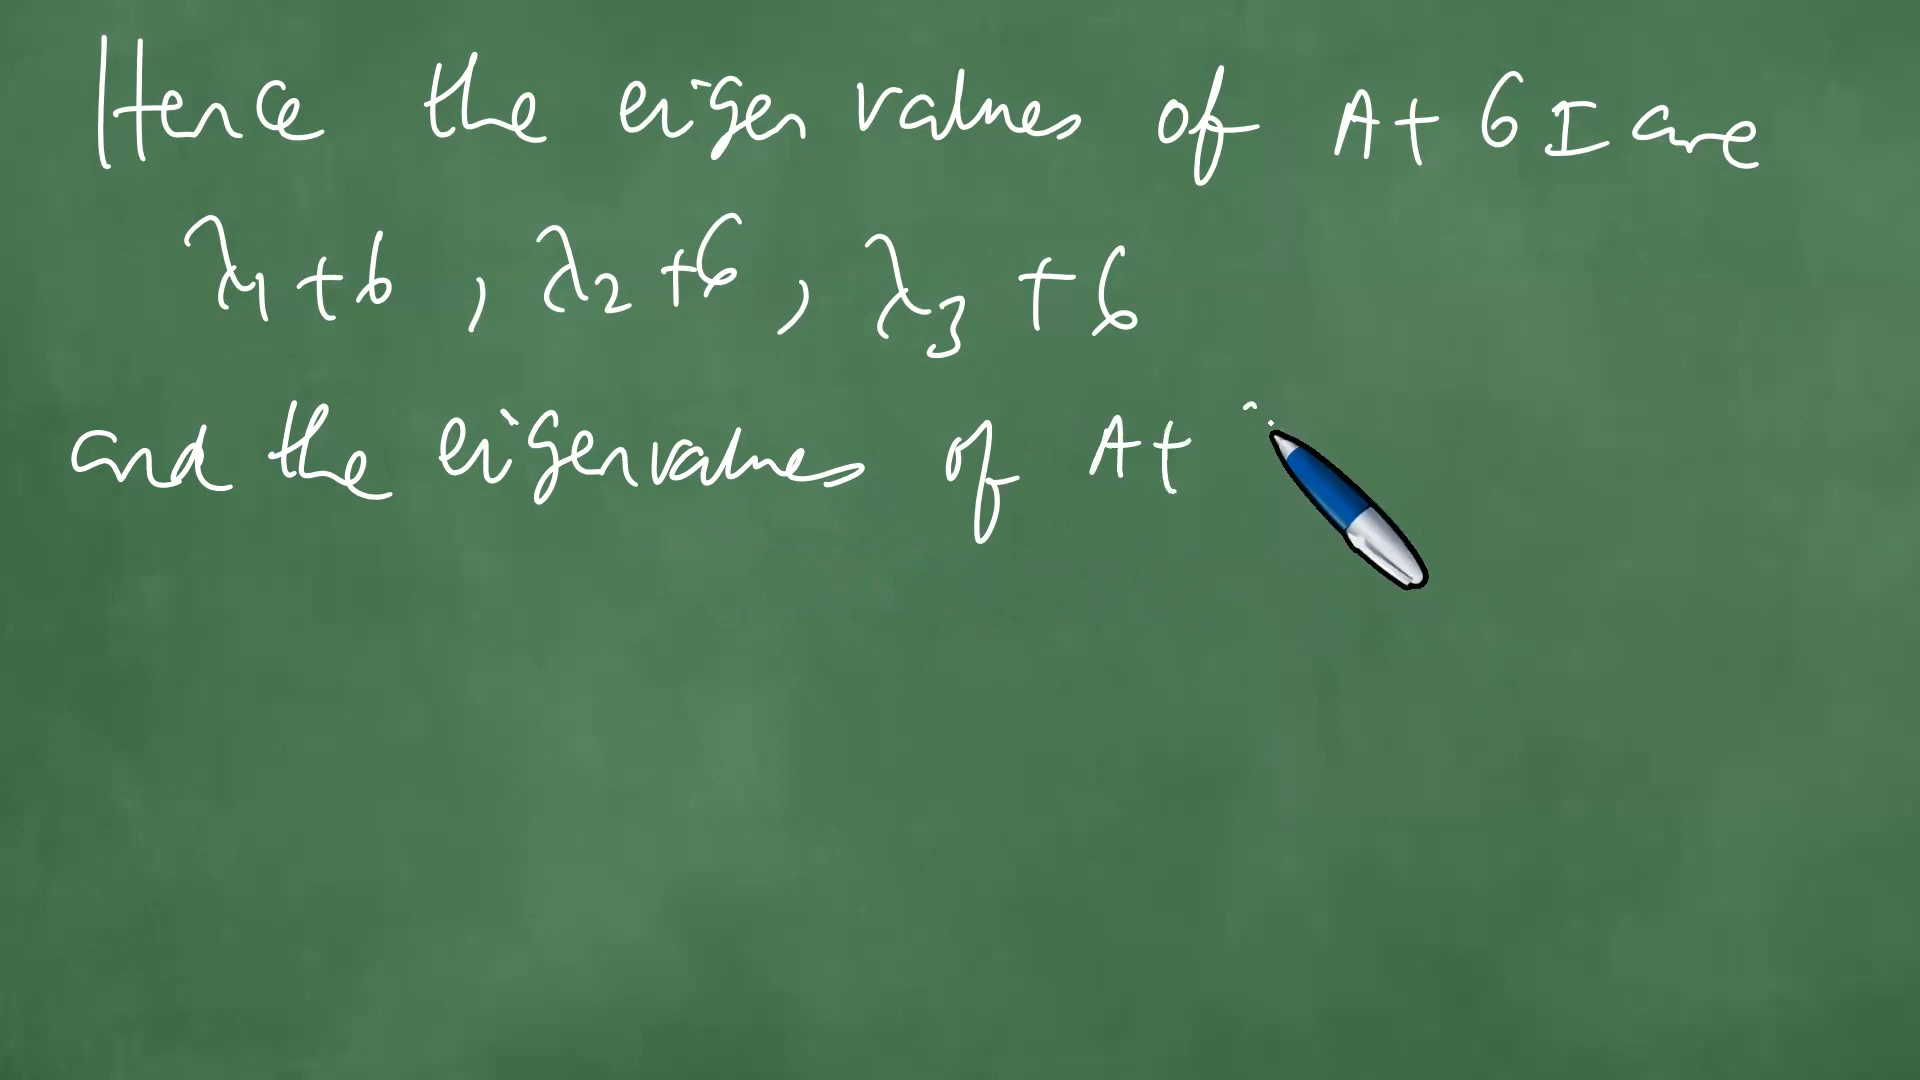 Hence the eigen values of A+ 6I are
λ1+6 , λ2+6 , λ3 +6
and the eigenvalues of A+